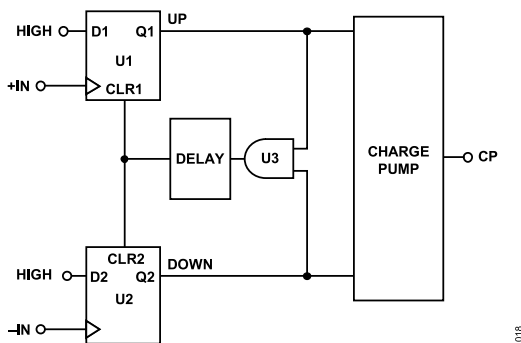 HIGH
D1
Q1
UP
U1
+IN
CLR1
DELAY
U3
CHARGE
PUMP
CP
CLR2
DOWN
HIGH
D2
Q2
U2
–IN
018